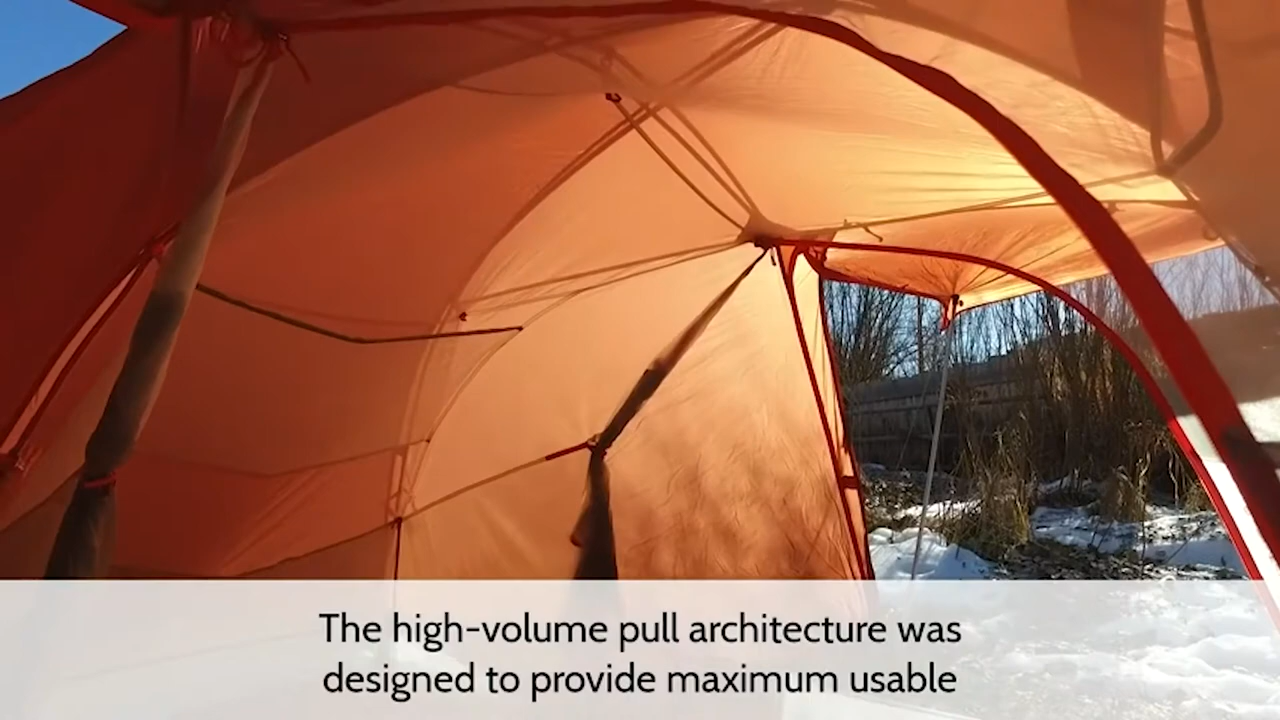 The high-volume pull architecture was
designed to provide maximum usable